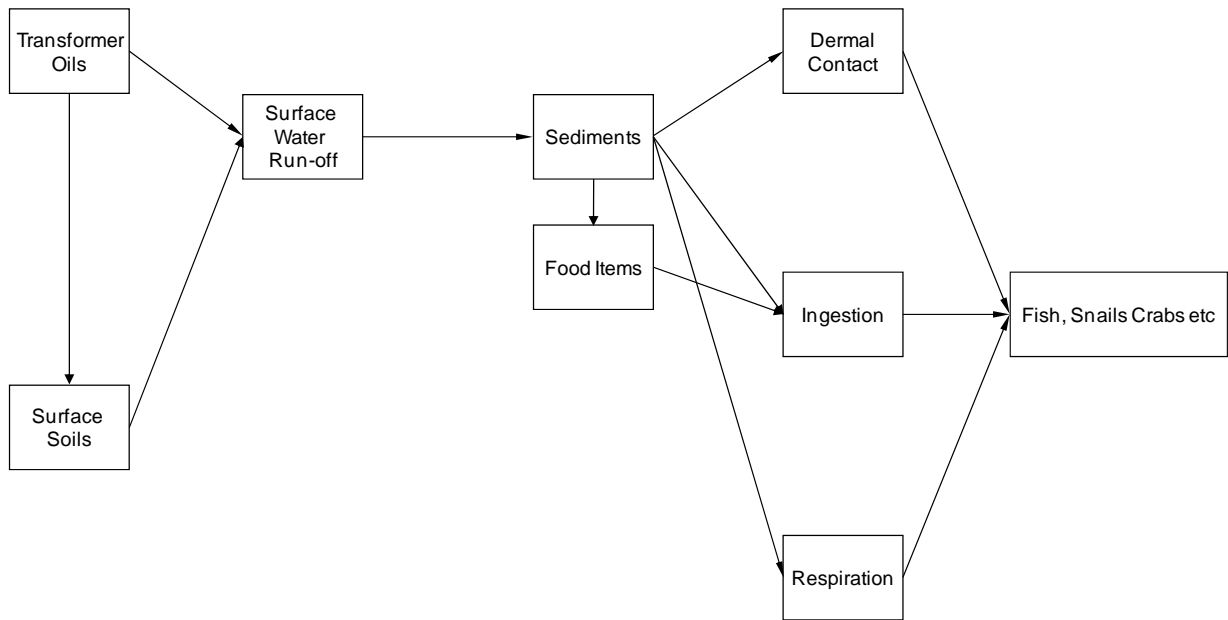 Transformer
Oils
Surface
Water
Run-off
Surface
Soils
Sediments
Food Items
Dermal
Contact
Ingestion
Respiration
Fish, Snails Crabs etc